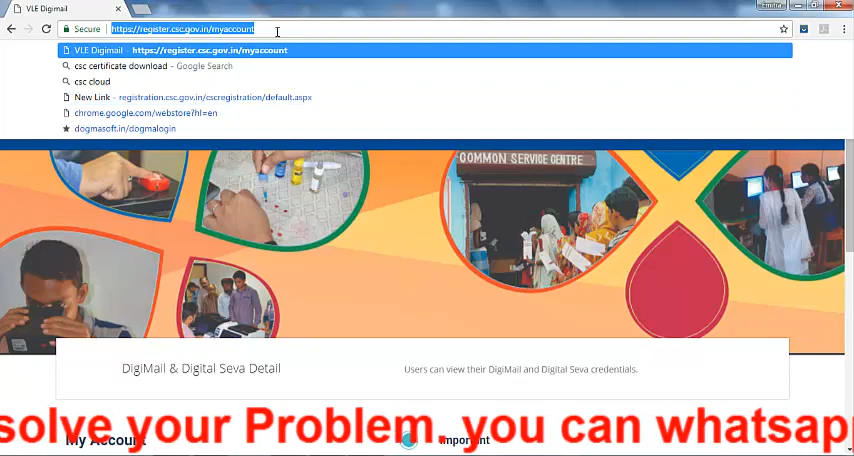 VLE Digimail
Emitra
Secure
https://register.csc.gov.in/myaccount
VLE Digimail - https://register.csc.gov.in/myaccount
csc certificate download - Google Search
csc cloud
New Link - registration.csc.gov.in/cscregistration/default.aspx
chrome.google.com/webstore?hl=en
dogmasoft.in/dogmalogin
COMMON SERVICE CENTRE
DigiMail & Digital Seva Detail
Users can view their DigiMail and Digital Seva credentials.
solve your Problem. you can whatsapp
My Account
Important